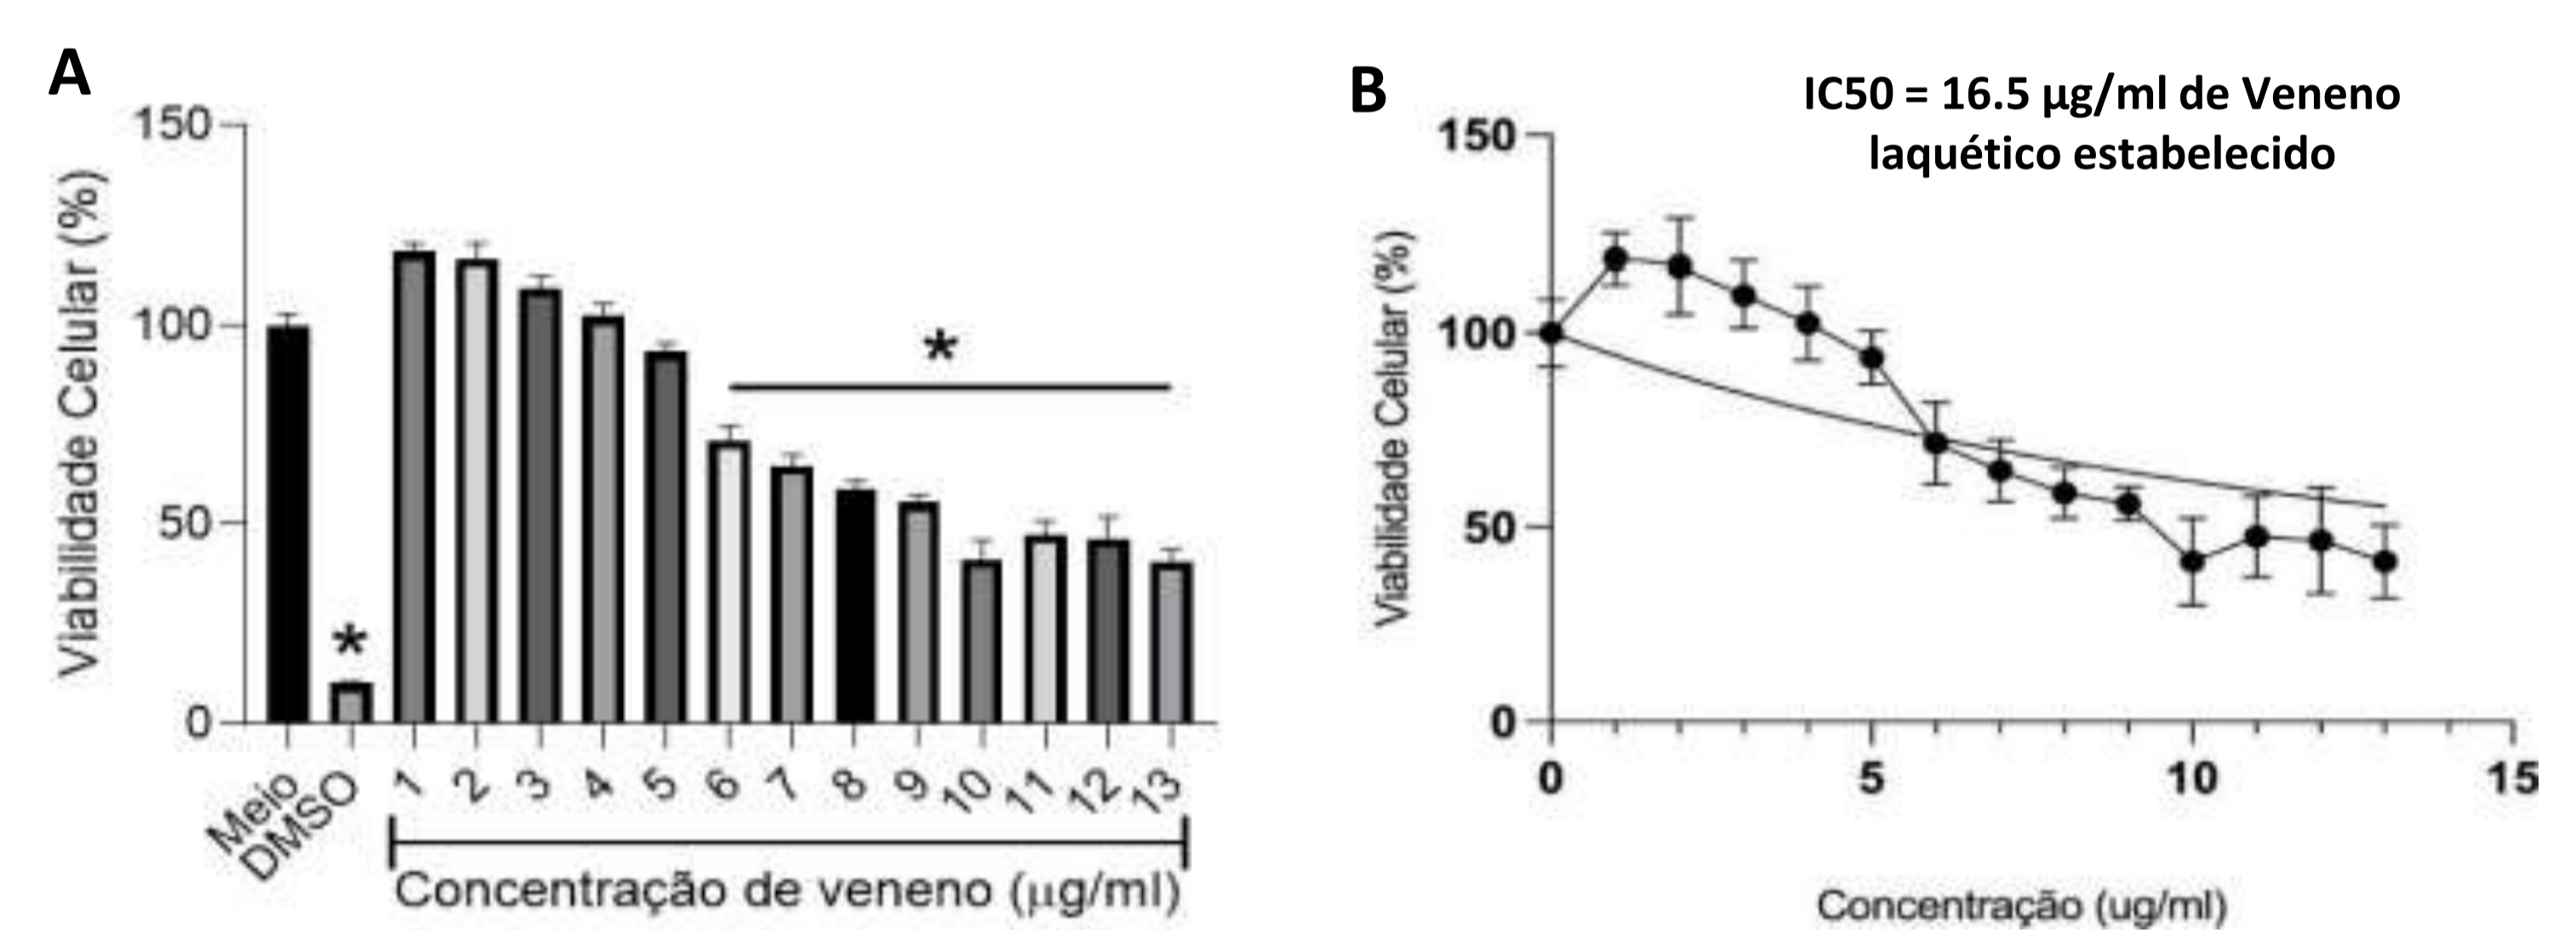 A
150
100
50
0
Viabilidade Celular (%)
*
*
Meio
DMSO
1
2
3
4
5
6
7
8
9
10
11
12
13
Concentração de veneno (μg/ml)
B
IC50 = 16.5 μg/ml de Veneno
laquético estabelecido
150
100
50
0
Viabilidade Celular (%)
0
5
10
15
Concentração (ug/ml)